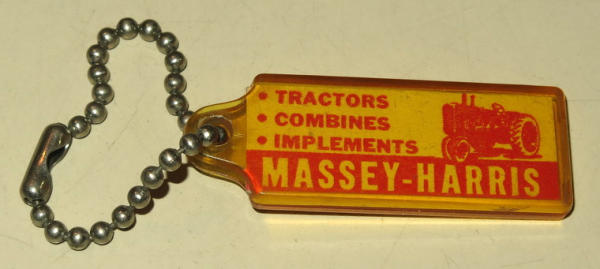 • TRACTORS
• COMBINES
• IMPLEMENTS
MASSEY-HARRIS